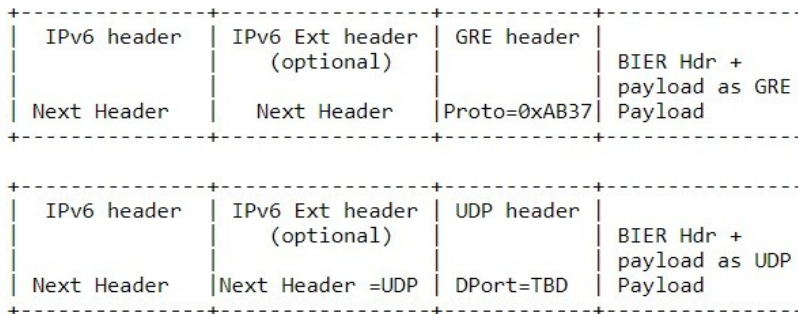 IPv6 header | IPv6 Ext header | GRE header |
(optional) | BIER Hdr +
payload as GRE
Next Header | Next Header |Proto=0xAB37| Payload
IPv6 header | IPv6 Ext header | UDP header |
(optional) | BIER Hdr +
payload as UDP
Next Header |Next Header =UDP | DPort=TBD | Payload